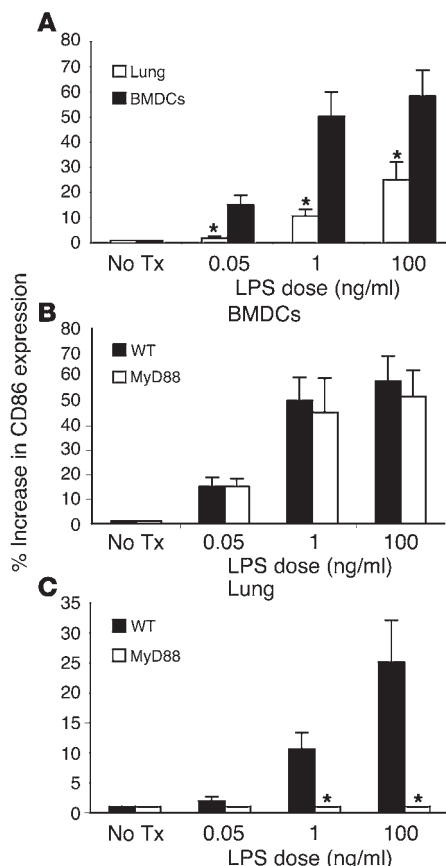 A
80
70
60
50
40
30
20
10
0
Lung
BMDCs
*
*
*
No Tx 0.05 1 100
LPS dose (ng/ml)
BMDCs
B
80
70
60
50
40
30
20
10
0
WT
MyD88
No Tx 0.05 1 100
LPS dose (ng/ml)
Lung
C
35
30
25
20
15
10
5
0
WT
MyD88
*
*
No Tx 0.05 1 100
LPS dose (ng/ml)
% Increase in CD86 expression